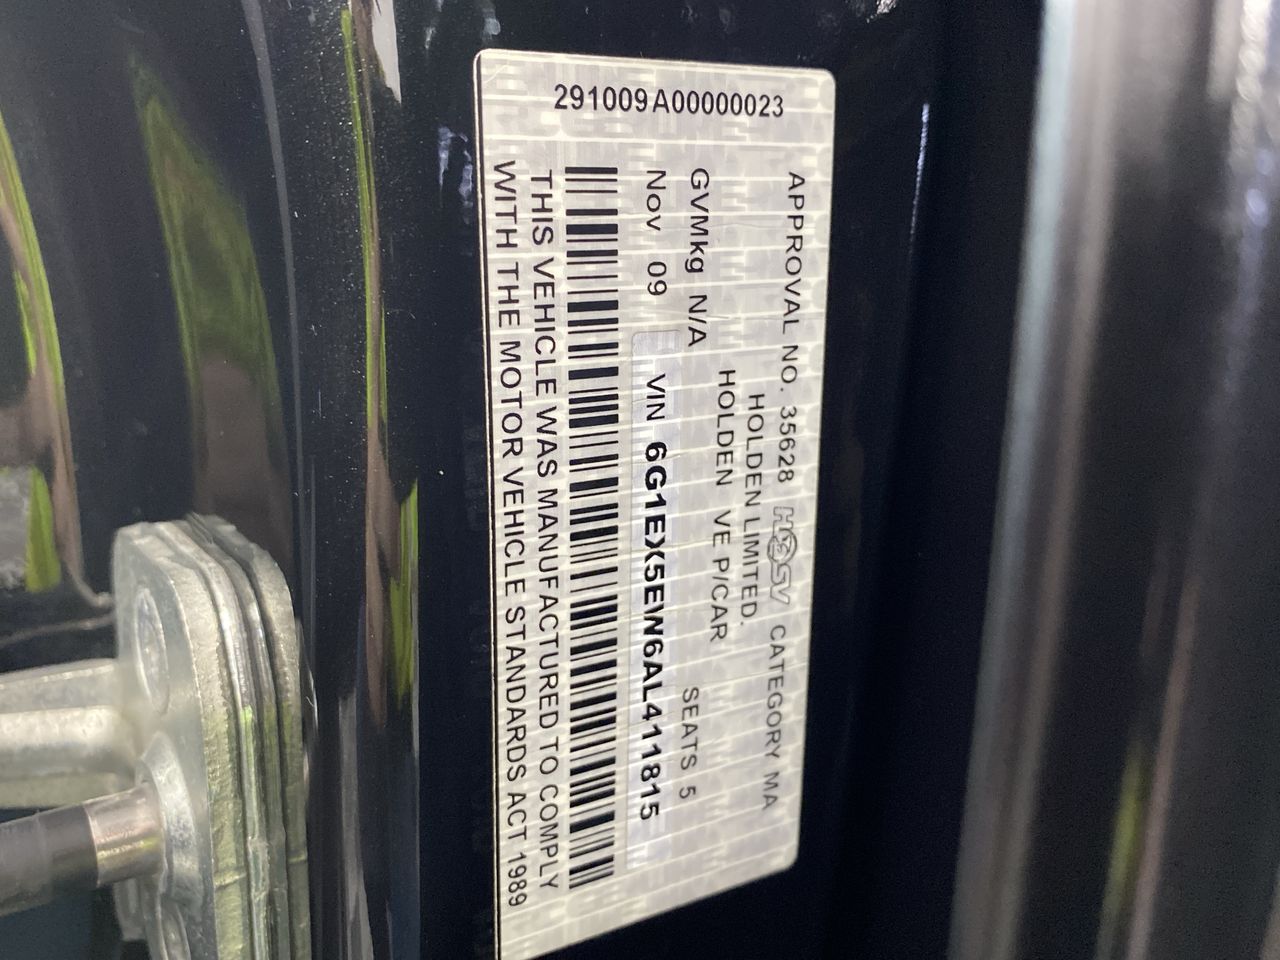 291009A00000023
APPROVAL NO. 35628 HSV CATEGORY MA
HOLDEN LIMITED.
HOLDEN VE P/CAR
GVMkg N/A SEATS 5
Nov 09 VIN 6G1EX5EW6AL411815
THIS VEHICLE WAS MANUFACTURED TO COMPLY
WITH THE MOTOR VEHICLE STANDARDS ACT 1989